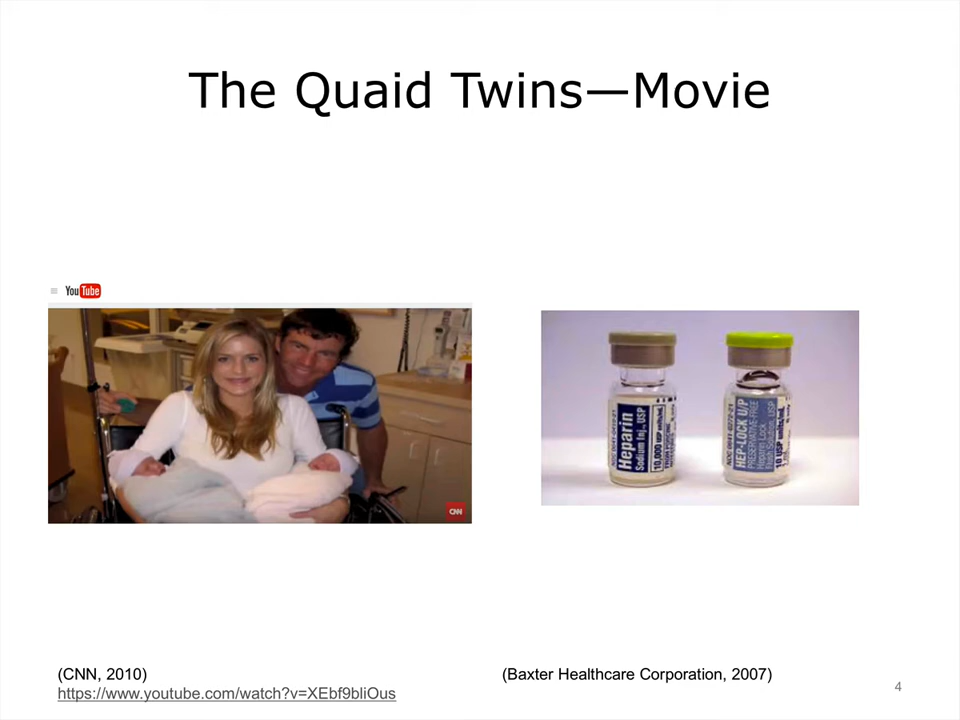 The Quaid Twins—Movie
YouTube
CNN
Heparin
Sodium Inj., USP
10,000 USP units/mL
HEP-LOCK U/P
PRESERVATIVE-FREE
Heparin Lock
Flush Solution, USP
10 USP units/mL
(CNN, 2010)
https://www.youtube.com/watch?v=XEbf9bliOus
(Baxter Healthcare Corporation, 2007)
4